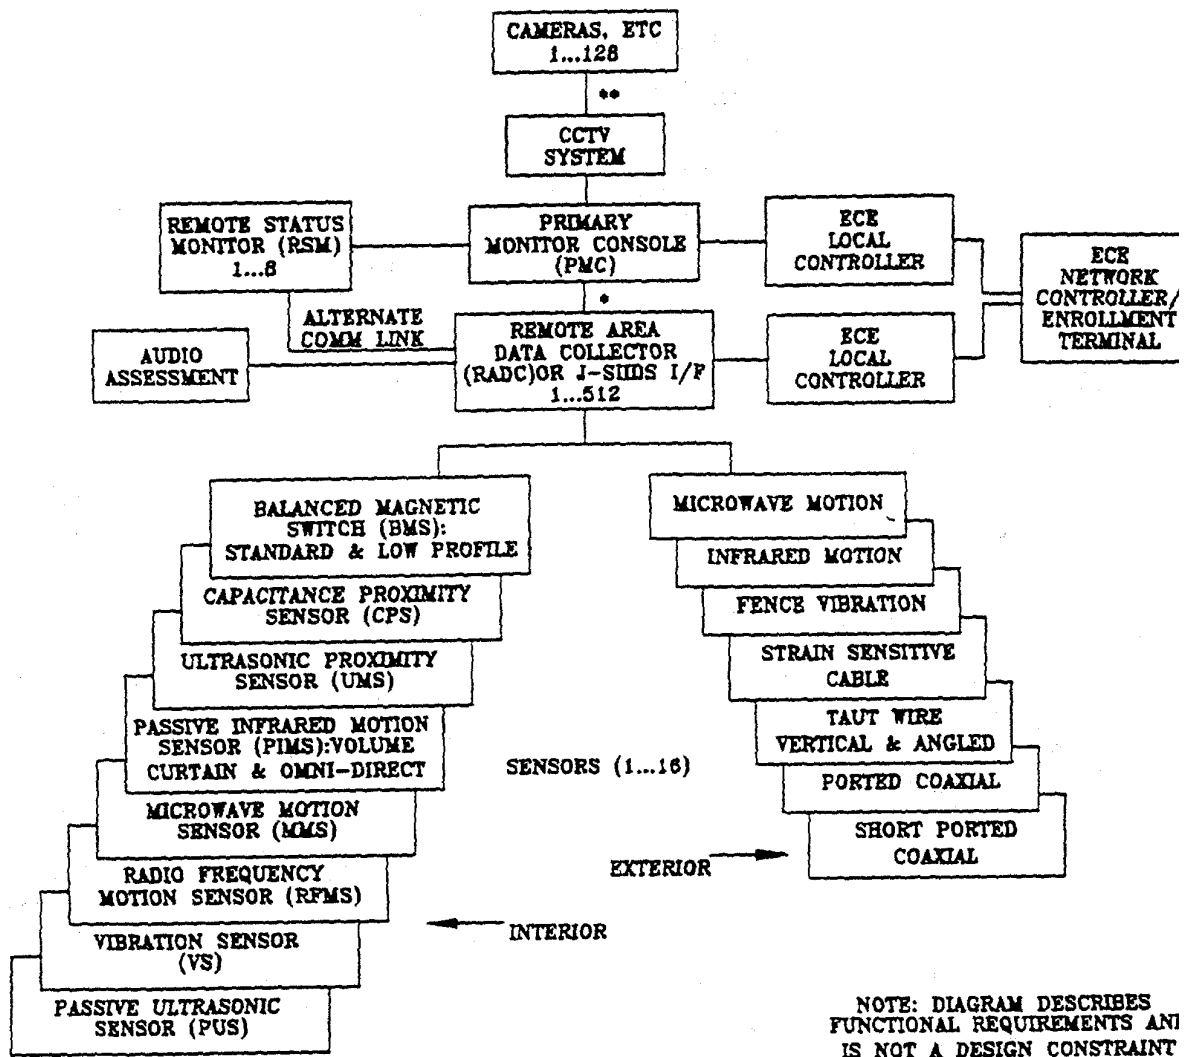 CAMERAS, ETC
1...128
**
CCTV
SYSTEM
REMOTE STATUS
MONITOR (RSM)
1...8
PRIMARY
MONITOR CONSOLE
(PMC)
ECE
LOCAL
CONTROLLER
ECE
NETWORK
CONTROLLER/
ENROLLMENT
TERMINAL
*
ALTERNATE
COMM LINK
AUDIO
ASSESSMENT
REMOTE AREA
DATA COLLECTOR
(RADC)OR J-SIIDS I/F
1...512
ECE
LOCAL
CONTROLLER
BALANCED MAGNETIC
SWITCH (BMS):
STANDARD & LOW PROFILE
CAPACITANCE PROXIMITY
SENSOR (CPS)
ULTRASONIC PROXIMITY
SENSOR (UMS)
PASSIVE INFRARED MOTION
SENSOR (PIMS):VOLUME
CURTAIN & OMNI-DIRECT
MICROWAVE MOTION
SENSOR (MMS)
RADIO FREQUENCY
MOTION SENSOR (RFMS)
VIBRATION SENSOR
(VS)
PASSIVE ULTRASONIC
SENSOR (PUS)
SENSORS (1...16)
INTERIOR
MICROWAVE MOTION
INFRARED MOTION
FENCE VIBRATION
STRAIN SENSITIVE
CABLE
TAUT WIRE
VERTICAL & ANGLED
PORTED COAXIAL
SHORT PORTED
COAXIAL
EXTERIOR
NOTE: DIAGRAM DESCRIBES
FUNCTIONAL REQUIREMENTS AND
IS NOT A DESIGN CONSTRAINT